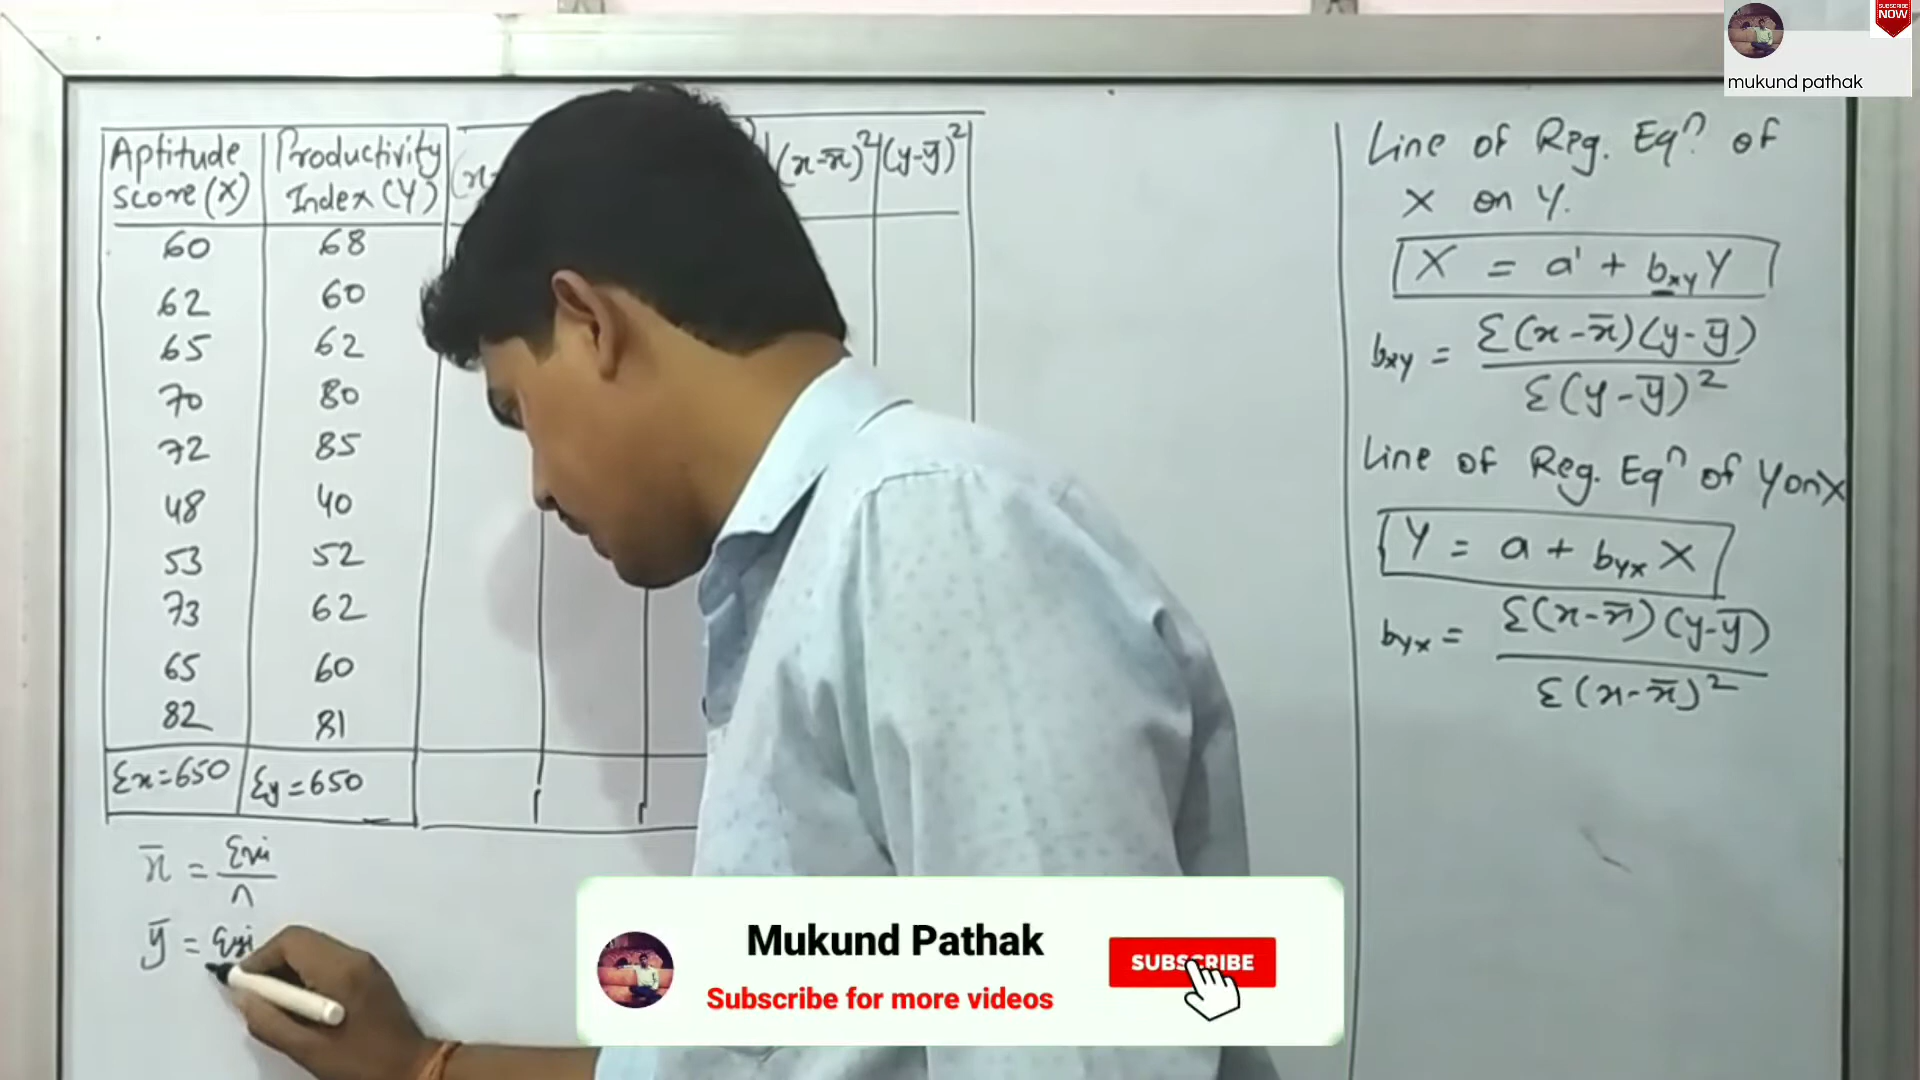 SUBSCRIBE
NOW
mukund pathak
Aptitude
Score (X)
Productivity
Index (Y)
(x-x̄)²
(y-ȳ)²
60 68
62 60
65 62
70 80
72 85
48 40
53 52
73 62
65 60
82 81
Σx=650 Σy=650
x̄ = Σxi/n
ȳ = Σyi
Line of Reg. Eqⁿ of
X on Y.
X = a' + bxy Y
bxy = Σ(x-x̄)(y-ȳ)
Σ(y-ȳ)²
Line of Reg. Eqⁿ of Y on X
Y = a + byx X
byx = Σ(x-x̄)(y-ȳ)
Σ(x-x̄)²
Mukund Pathak
Subscribe for more videos
SUBSCRIBE